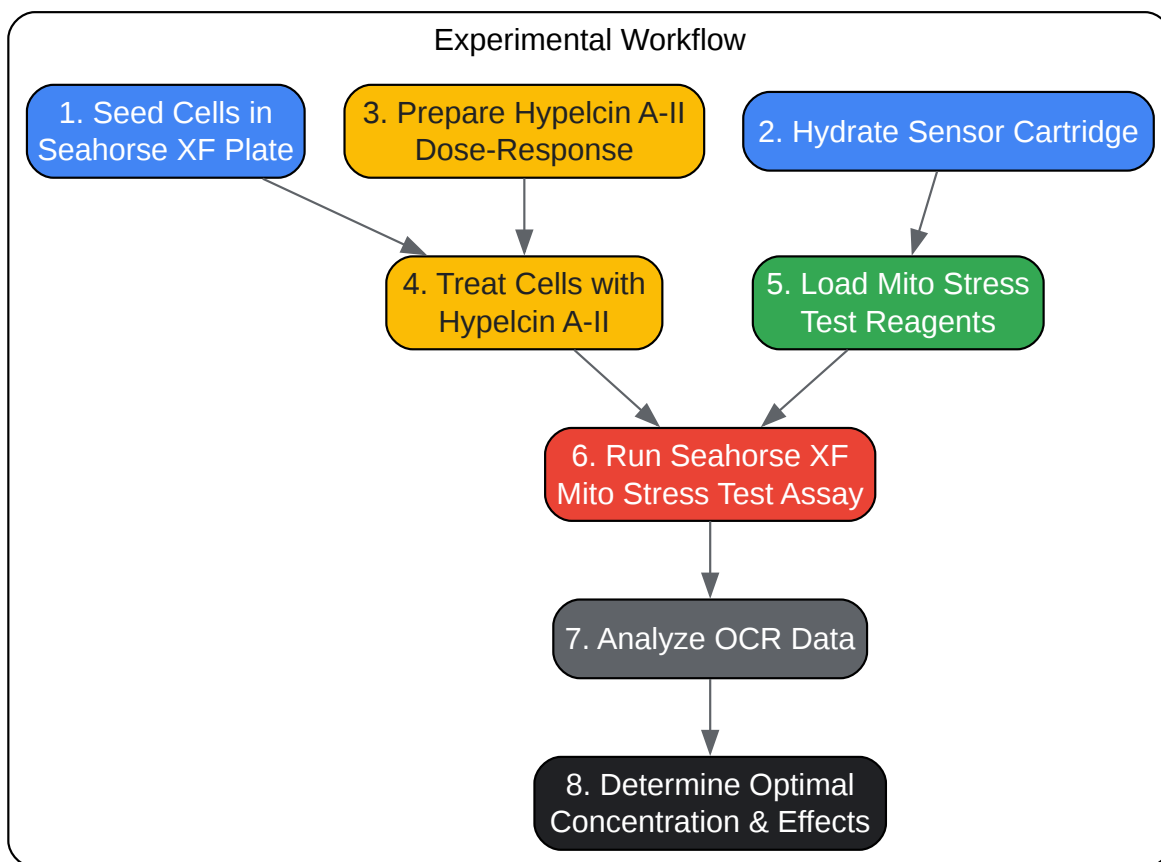 Experimental Workflow
1. Seed Cells in
Seahorse XF Plate
3. Prepare Hypelcin A-II
Dose-Response
2. Hydrate Sensor Cartridge
4. Treat Cells with
Hypelcin A-II
5. Load Mito Stress
Test Reagents
6. Run Seahorse XF
Mito Stress Test Assay
7. Analyze OCR Data
8. Determine Optimal
Concentration & Effects